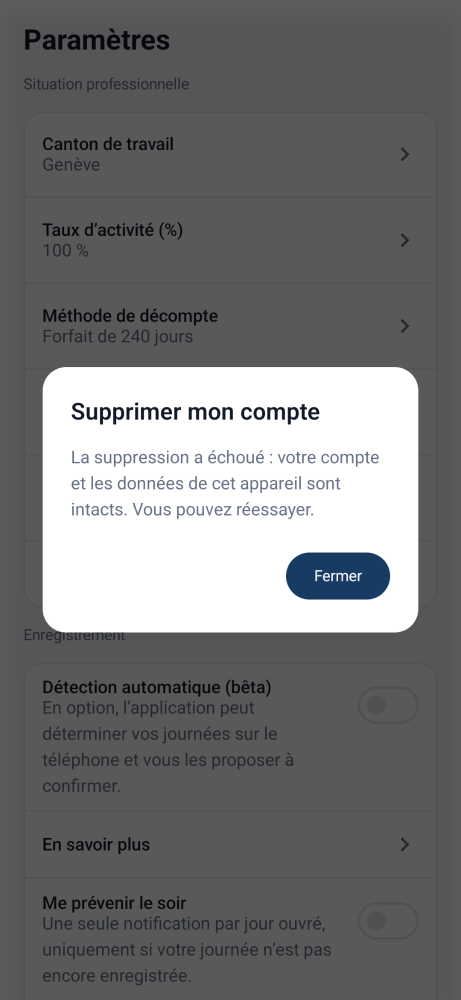 Paramètres
Situation professionnelle
Canton de travail
Genève
Taux d’activité (%)
100 %
Méthode de décompte
Forfait de 240 jours
Supprimer mon compte
La suppression a échoué : votre compte
et les données de cet appareil sont
intacts. Vous pouvez réessayer.
Fermer
Enregistrement
Détection automatique (bêta)
En option, l’application peut
déterminer vos journées sur le
téléphone et vous les proposer à
confirmer.
En savoir plus
Me prévenir le soir
Une seule notification par jour ouvré,
uniquement si votre journée n’est pas
encore enregistrée.